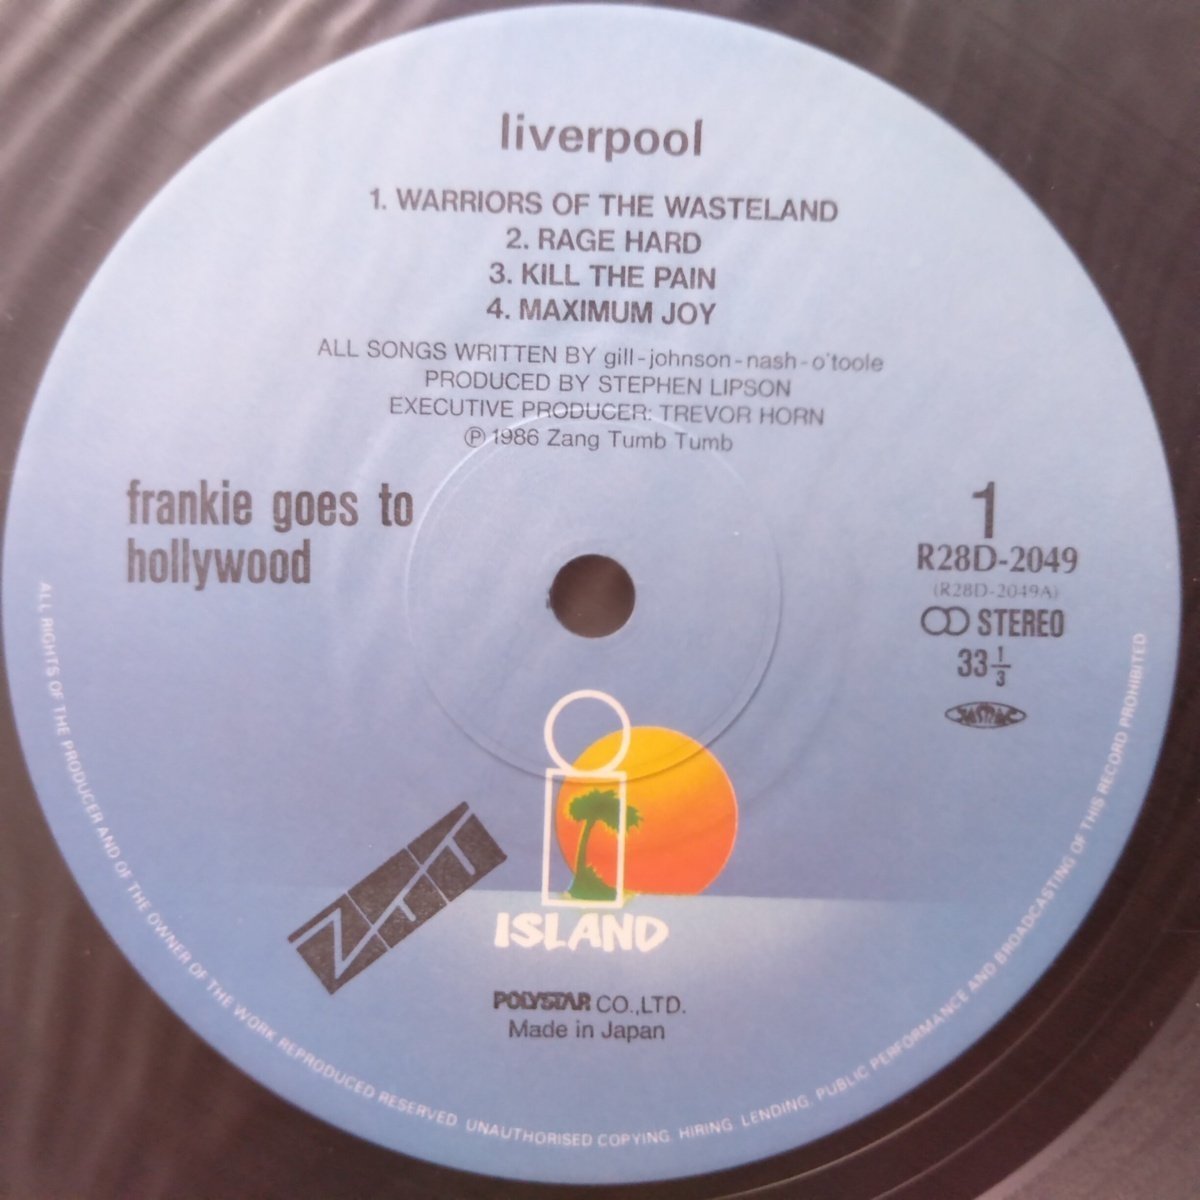 liverpool
1. WARRIORS OF THE WASTELAND
2. RAGE HARD
3. KILL THE PAIN
4. MAXIMUM JOY
ALL SONGS WRITTEN BY gill-johnson-nash-o'toole
PRODUCED BY STEPHEN LIPSON
EXECUTIVE PRODUCER: TREVOR HORN
Ⓟ 1986 Zang Tumb Tumb
frankie goes to
hollywood
1
R28D-2049
(R28D-2049A)
STEREO
33 1/3
JASRAC
ZTT
ISLAND
POLYSTAR CO.,LTD.
Made in Japan
ALL RIGHTS OF THE PRODUCER AND OF THE OWNER OF THE WORK REPRODUCED RESERVED. UNAUTHORISED COPYING. HIRING. LENDING. PUBLIC PERFORMANCE AND BROADCASTING OF THIS RECORD PROHIBITED